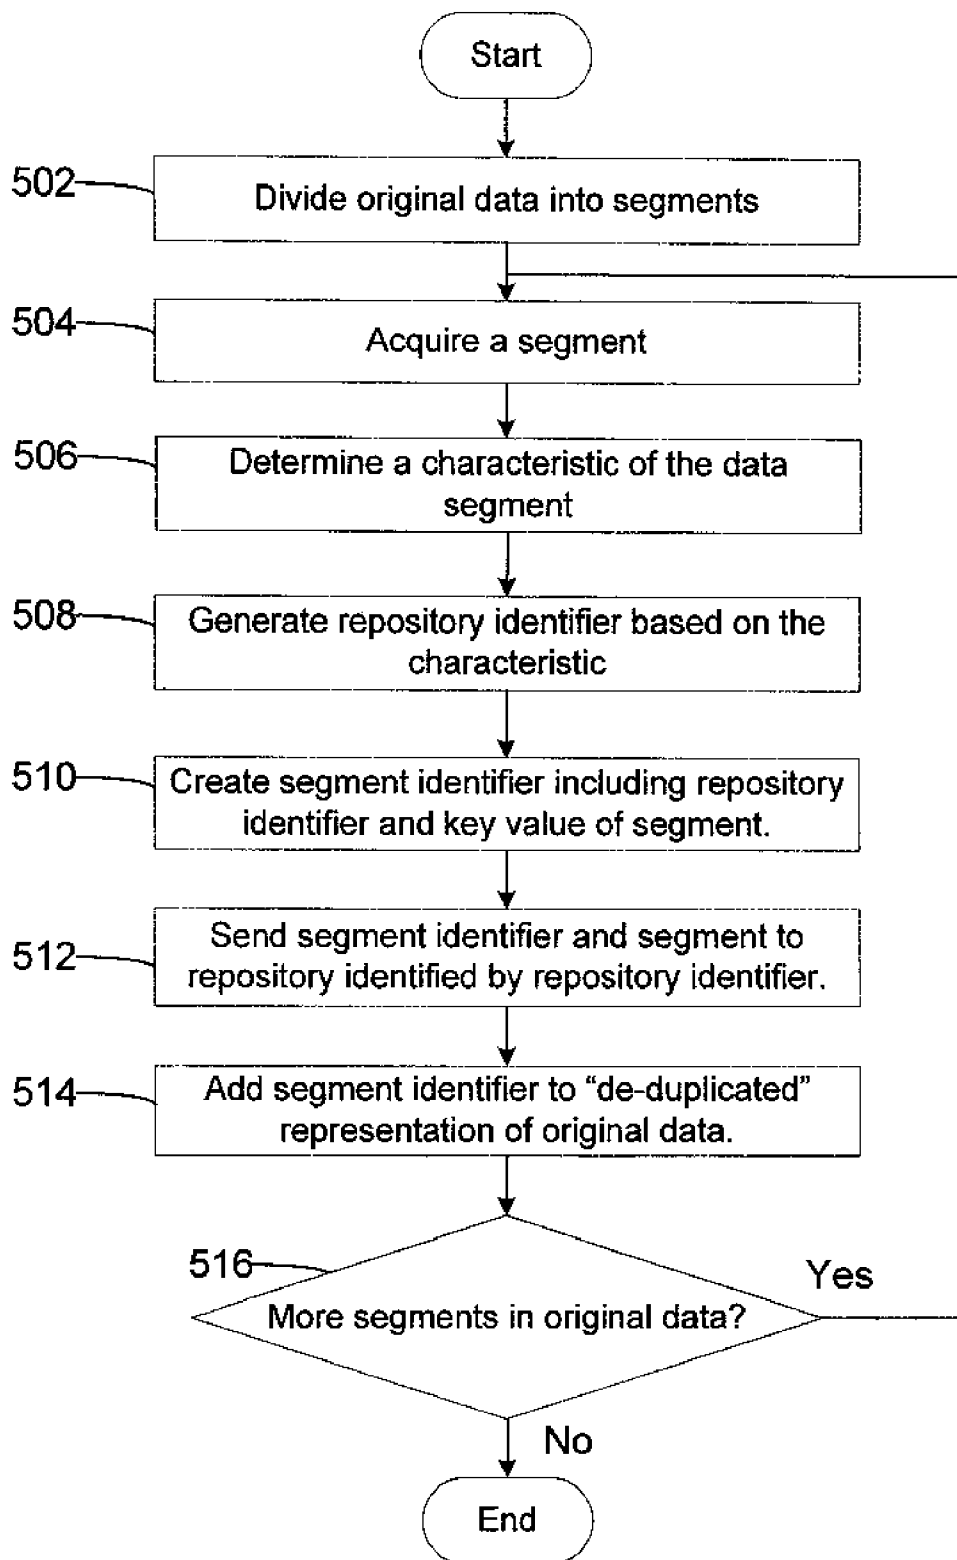 Start
502
Divide original data into segments
504
Acquire a segment
506
Determine a characteristic of the data
segment
508
Generate repository identifier based on the
characteristic
510
Create segment identifier including repository
identifier and key value of segment.
512
Send segment identifier and segment to
repository identified by repository identifier.
514
Add segment identifier to “de-duplicated”
representation of original data.
516
Yes
More segments in original data?
No
End